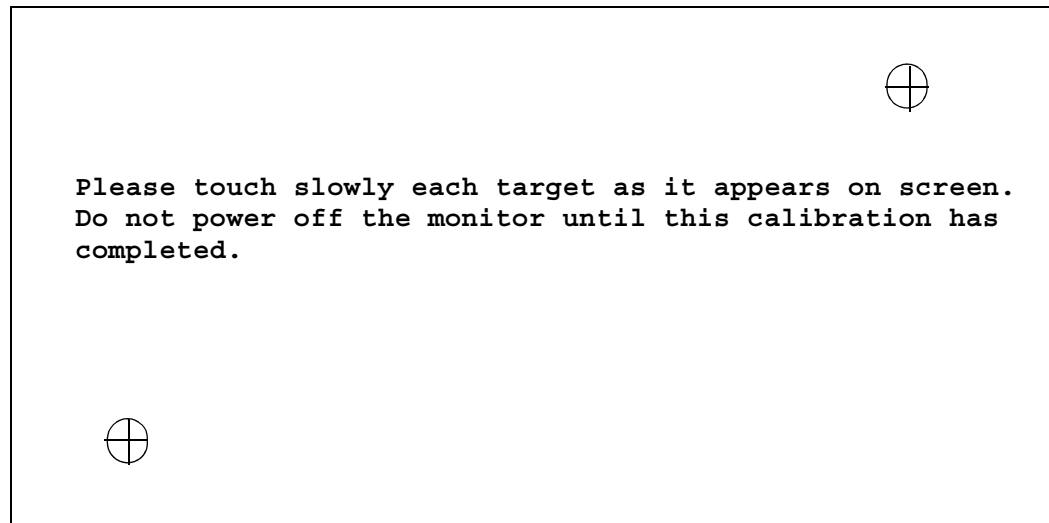 Please touch slowly each target as it appears on screen.
Do not power off the monitor until this calibration has
completed.